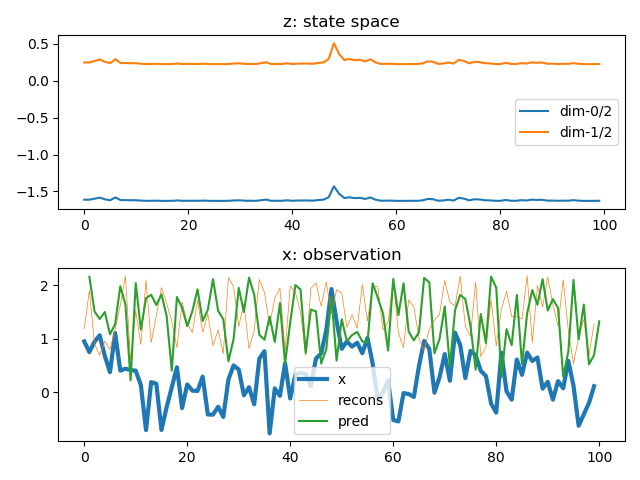 z: state space
0.5
0.0
−0.5
−1.0
−1.5
dim-0/2
dim-1/2
0 20 40 60 80 100
x: observation
2
1
0
x
recons
pred
0 20 40 60 80 100